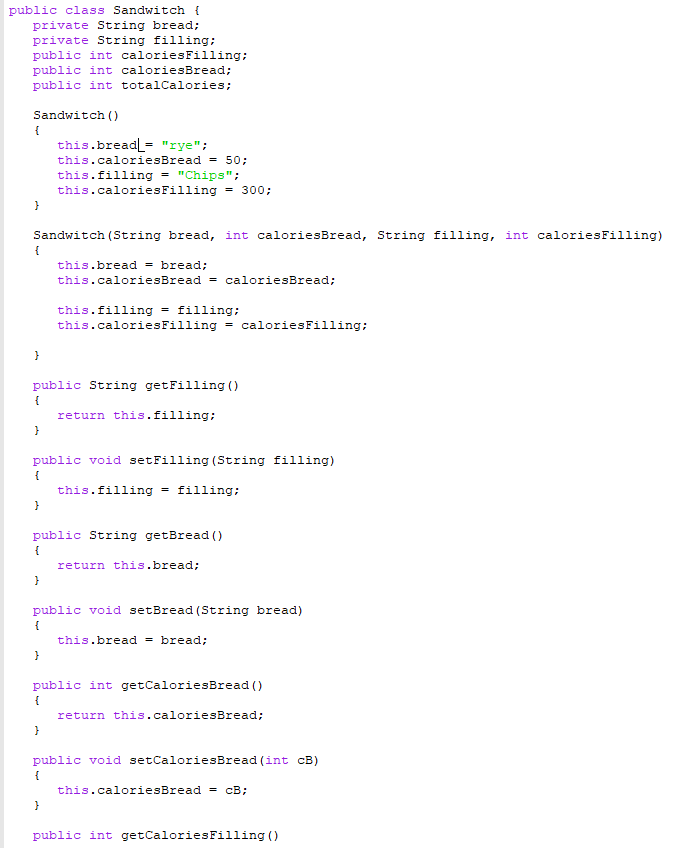 public class Sandwitch {
private String bread;
private String filling;
public int caloriesFilling;
public int caloriesBread;
public int totalCalories;
Sandwitch()
{
this.bread = "rye";
this.caloriesBread = 50;
this.filling = "Chips";
this.caloriesFilling = 300;
}
Sandwitch(String bread, int caloriesBread, String filling, int caloriesFilling)
{
this.bread = bread;
this.caloriesBread = caloriesBread;
this.filling = filling;
this.caloriesFilling = caloriesFilling;
}
public String getFilling()
{
return this.filling;
}
public void setFilling(String filling)
{
this.filling = filling;
}
public String getBread()
{
return this.bread;
}
public void setBread(String bread)
{
this.bread = bread;
}
public int getCaloriesBread()
{
return this.caloriesBread;
}
public void setCaloriesBread(int cB)
{
this.caloriesBread = cB;
}
public int getCaloriesFilling()